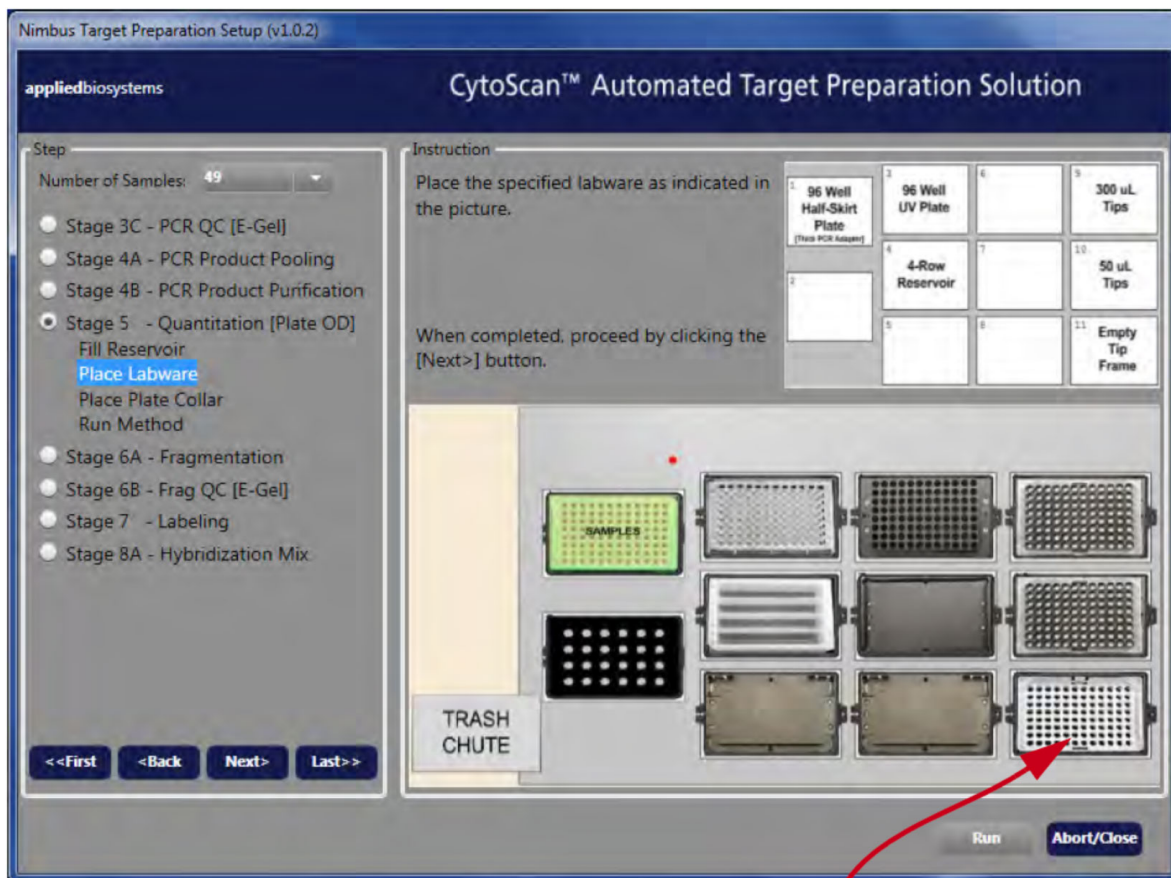 Nimbus Target Preparation Setup (v1.0.2)
appliedbiosystems
CytoScan™ Automated Target Preparation Solution
Step
Number of Samples: 49
Stage 3C - PCR QC [E-Gel]
Stage 4A - PCR Product Pooling
Stage 4B - PCR Product Purification
Stage 5 - Quantitation [Plate OD]
Fill Reservoir
Place Labware
Place Plate Collar
Run Method
Stage 6A - Fragmentation
Stage 6B - Frag QC [E-Gel]
Stage 7 - Labeling
Stage 8A - Hybridization Mix
<<First
<Back
Next>
Last>>
Instruction
Place the specified labware as indicated in
the picture.
When completed, proceed by clicking the
[Next>] button.
1
96 Well
Half-Skirt
Plate
[Thick PCR Adapter]
2
3
96 Well
UV Plate
4
4-Row
Reservoir
5
6
7
8
9
300 uL
Tips
10
50 uL
Tips
11
Empty
Tip
Frame
SAMPLES
TRASH
CHUTE
Run
Abort/Close